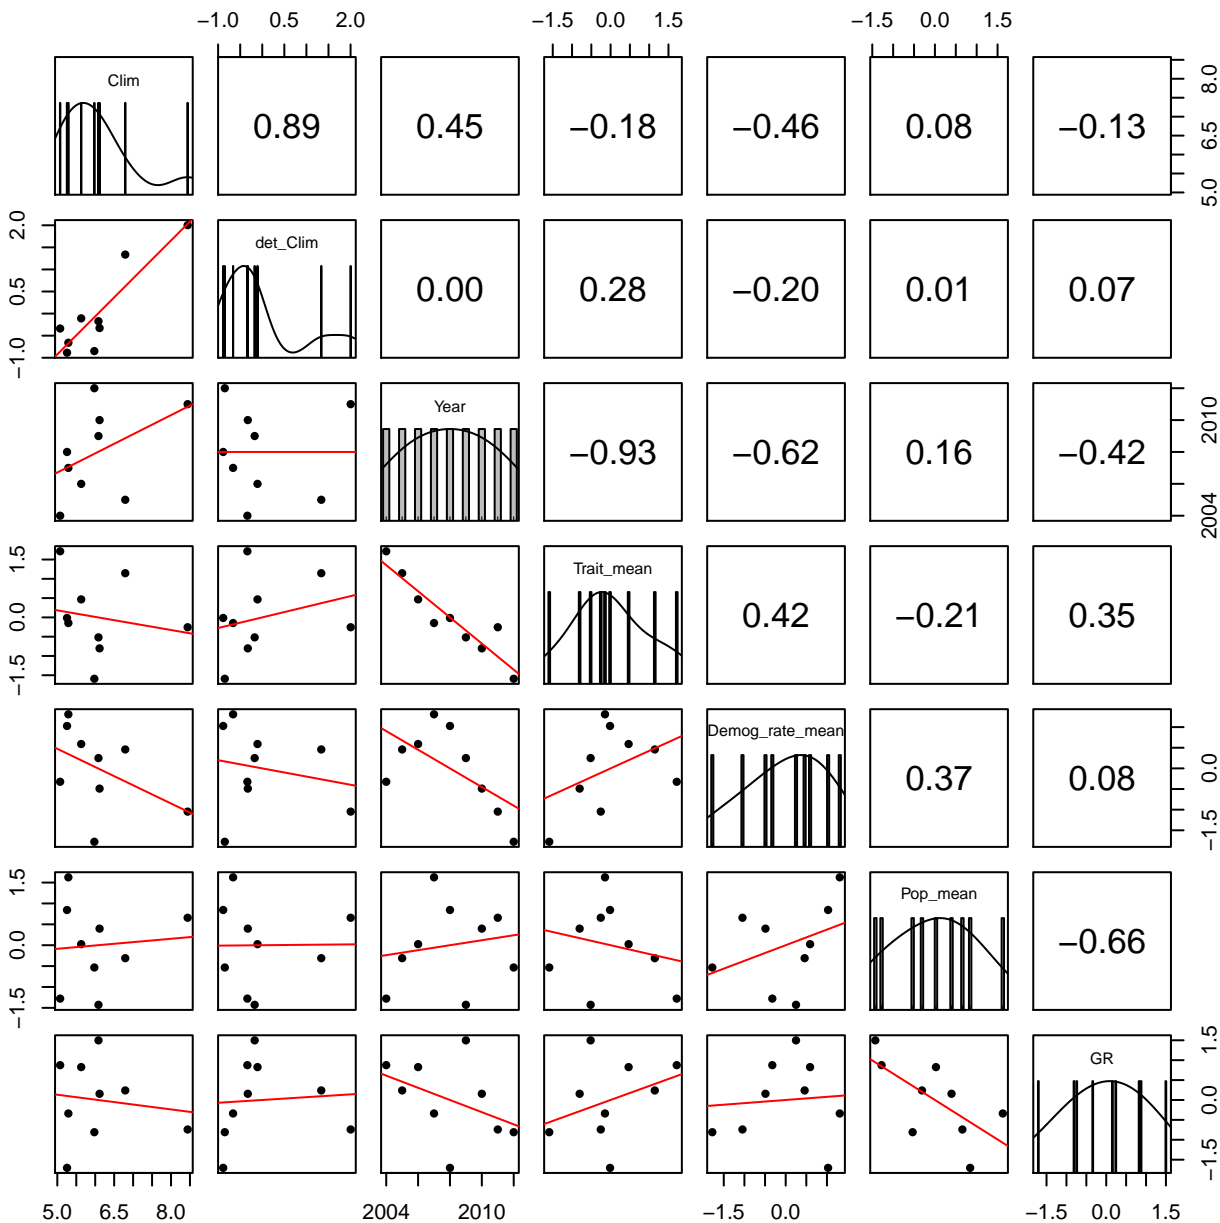 −1.0 0.5 2.0 −1.5 0.0 1.5 −1.5 0.0 1.5
Clim 0.89 0.45 −0.18 −0.46 0.08 −0.13 5.0 6.5 8.0
−1.0 0.5 2.0 det_Clim 0.00 0.28 −0.20 0.01 0.07
Year −0.93 −0.62 0.16 −0.42 2004 2010
−1.5 0.0 1.5 Trait_mean 0.42 −0.21 0.35
Demog_rate_mean 0.37 0.08 −1.5 0.0
−1.5 0.0 1.5 Pop_mean −0.66
GR −1.5 0.0 1.5
5.0 6.5 8.0 2004 2010 −1.5 0.0 −1.5 0.0 1.5